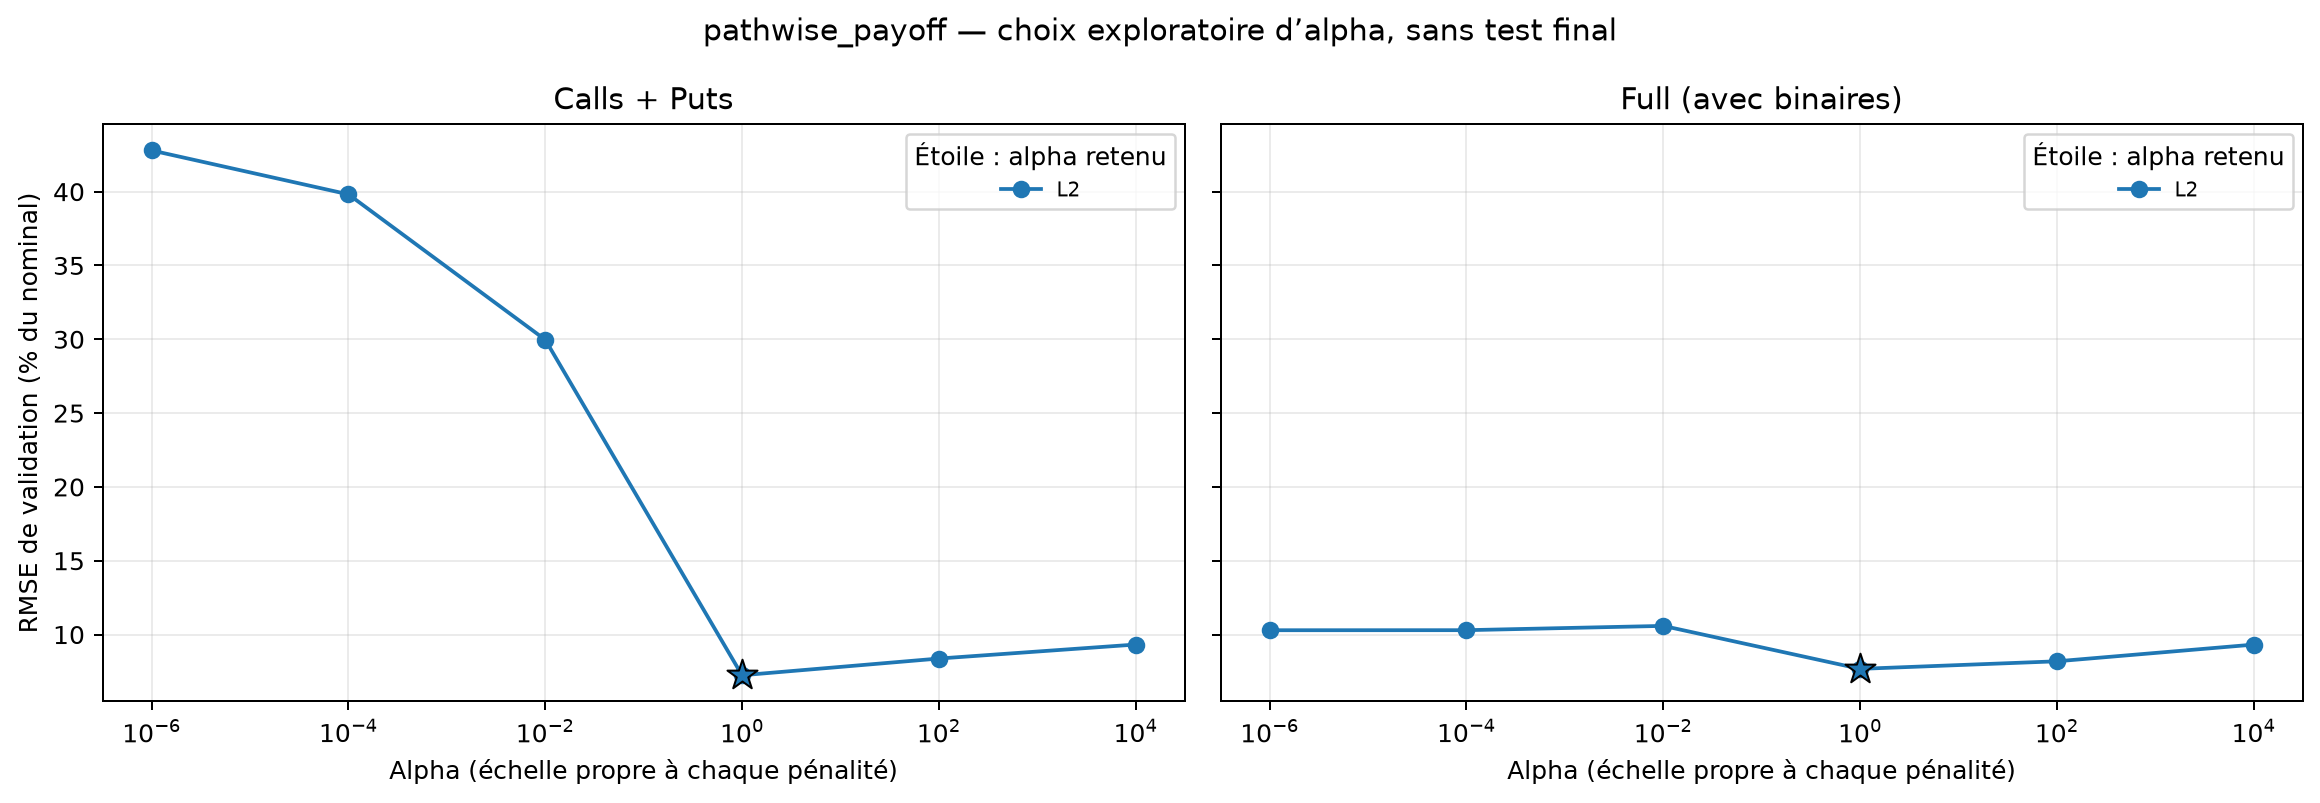 pathwise_payoff — choix exploratoire d’alpha, sans test final
Calls + Puts
Étoile : alpha retenu
L2
RMSE de validation (% du nominal)
40
35
30
25
20
15
10
10⁻⁶
10⁻⁴
10⁻²
10⁰
10²
10⁴
Alpha (échelle propre à chaque pénalité)
Full (avec binaires)
Étoile : alpha retenu
L2
10⁻⁶
10⁻⁴
10⁻²
10⁰
10²
10⁴
Alpha (échelle propre à chaque pénalité)